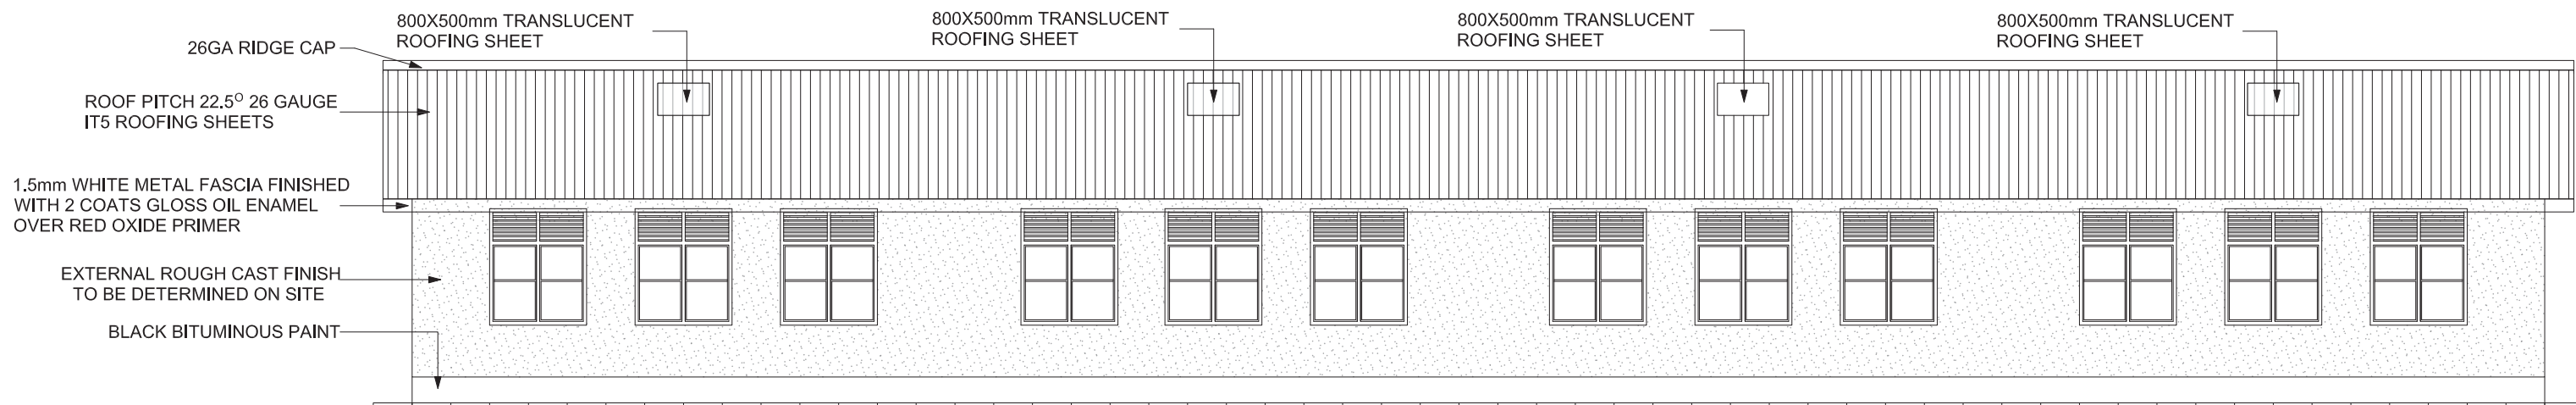 800X500mm TRANSLUCENT
ROOFING SHEET
800X500mm TRANSLUCENT
ROOFING SHEET
800X500mm TRANSLUCENT
ROOFING SHEET
800X500mm TRANSLUCENT
ROOFING SHEET
26GA RIDGE CAP
ROOF PITCH 22.5O 26 GAUGE
IT5 ROOFING SHEETS
1.5mm WHITE METAL FASCIA FINISHED
WITH 2 COATS GLOSS OIL ENAMEL
OVER RED OXIDE PRIMER
EXTERNAL ROUGH CAST FINISH
TO BE DETERMINED ON SITE
BLACK BITUMINOUS PAINT